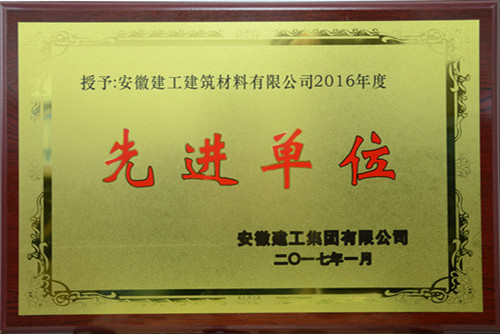 授予:安徽建工建筑材料有限公司2016年度
先进单位
安徽建工集团有限公司
二〇一七年一月